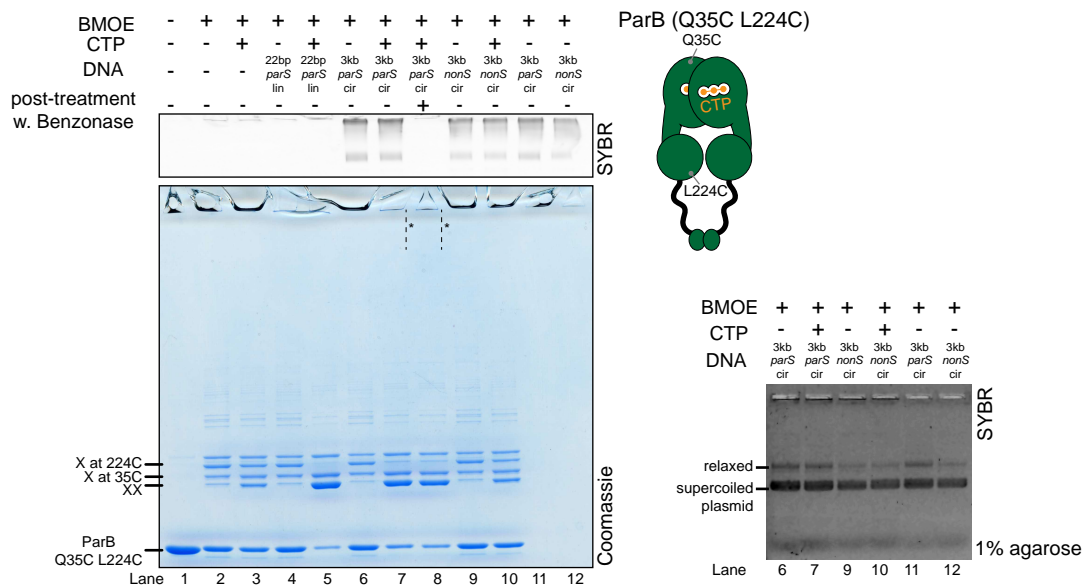 BMOE - + + + + + + + + + + +
CTP - - + - + - + + - + - -
DNA - - - 22bp parS lin 22bp parS lin 3kb parS cir 3kb parS cir 3kb parS cir 3kb nonS cir 3kb nonS cir 3kb parS cir 3kb nonS cir
post-treatment
w. Benzonase - - - - - - - + - - - -
SYBR
* *
X at 224C
X at 35C
XX
ParB
Q35C L224C
Coomassie
Lane 1 2 3 4 5 6 7 8 9 10 11 12
ParB (Q35C L224C)
Q35C
CTP
L224C
BMOE + + + + + +
CTP - + - + - -
DNA 3kb parS cir 3kb parS cir 3kb nonS cir 3kb nonS cir 3kb parS cir 3kb nonS cir
SYBR
relaxed
supercoiled
plasmid
1% agarose
Lane 6 7 9 10 11 12